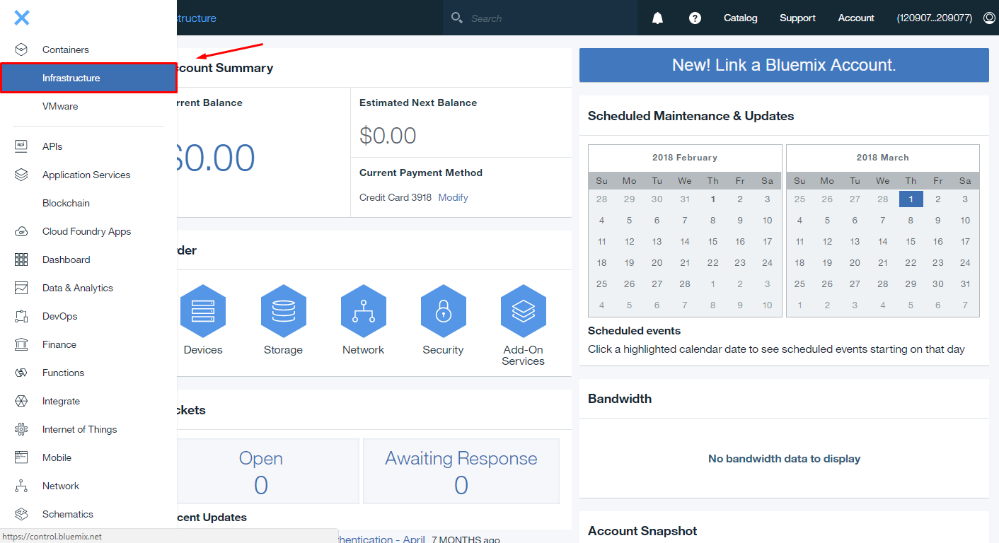 structure
Search
Catalog
Support
Account
(120907...209077)
Containers
Infrastructure
VMware
api
APIs
Application Services
Blockchain
Cloud Foundry Apps
Dashboard
Data & Analytics
DevOps
Finance
Functions
Integrate
Internet of Things
Mobile
Network
Schematics
https://control.bluemix.net
ccount Summary
rrent Balance
$0.00
Estimated Next Balance
$0.00
Current Payment Method
Credit Card 3918 Modify
rder
Devices
Storage
Network
Security
Add-On
Services
ckets
Open
0
Awaiting Response
0
cent Updates
hentication - April 7 MONTHS ago
New! Link a Bluemix Account.
Scheduled Maintenance & Updates
2018 February
Su Mo Tu We Th Fr Sa
28 29 30 31 1 2 3
4 5 6 7 8 9 10
11 12 13 14 15 16 17
18 19 20 21 22 23 24
25 26 27 28 1 2 3
4 5 6 7 8 9 10
2018 March
Su Mo Tu We Th Fr Sa
25 26 27 28 1 2 3
4 5 6 7 8 9 10
11 12 13 14 15 16 17
18 19 20 21 22 23 24
25 26 27 28 29 30 31
1 2 3 4 5 6 7
Scheduled events
Click a highlighted calendar date to see scheduled events starting on that day
Bandwidth
No bandwidth data to display
Account Snapshot